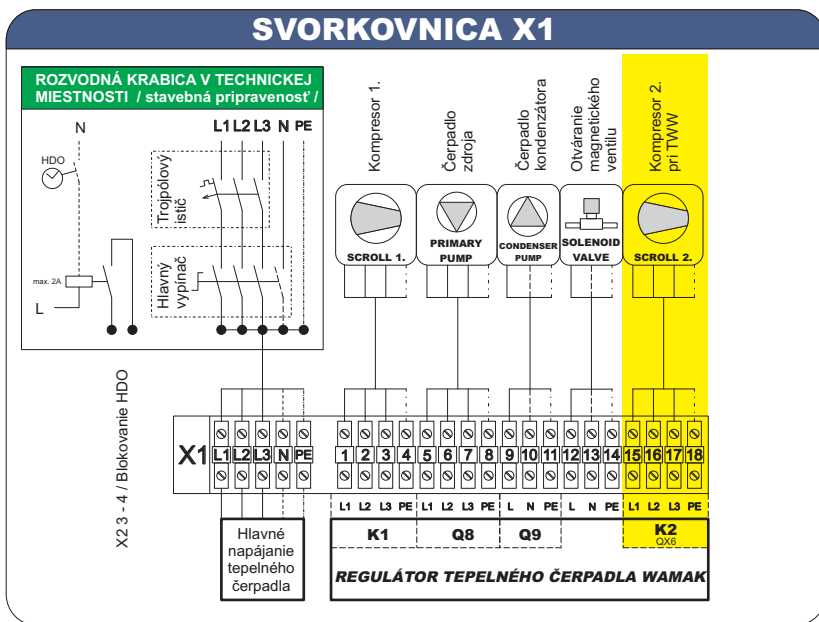 SVORKOVNICA X1
ROZVODNÁ KRABICA V TECHNICKEJ
MIESTNOSTI / stavebná pripravenosť /
N
L1 L2 L3 N PE
HDO
Trojpólový
istič
max. 2A
L
Hlavný
vypínač
Kompresor 1.
Čerpadlo
zdroja
Čerpadlo
kondenzátora
Otváranie
magnetického
ventilu
Kompresor 2.
pri TWW
SCROLL 1.
PRIMARY
PUMP
CONDENSER
PUMP
SOLENOID
VALVE
SCROLL 2.
X2 3 - 4 / Blokovanie HDO
X1 L1 L2 L3 N PE 1 2 3 4 5 6 7 8 9 10 11 12 13 14 15 16 17 18
L1 L2 L3 PE L1 L2 L3 PE L N PE L N PE L1 L2 L3 PE
Hlavné
napájanie
tepelného
čerpadla
K1 Q8 Q9 K2
QX6
REGULÁTOR TEPELNÉHO ČERPADLA WAMAK